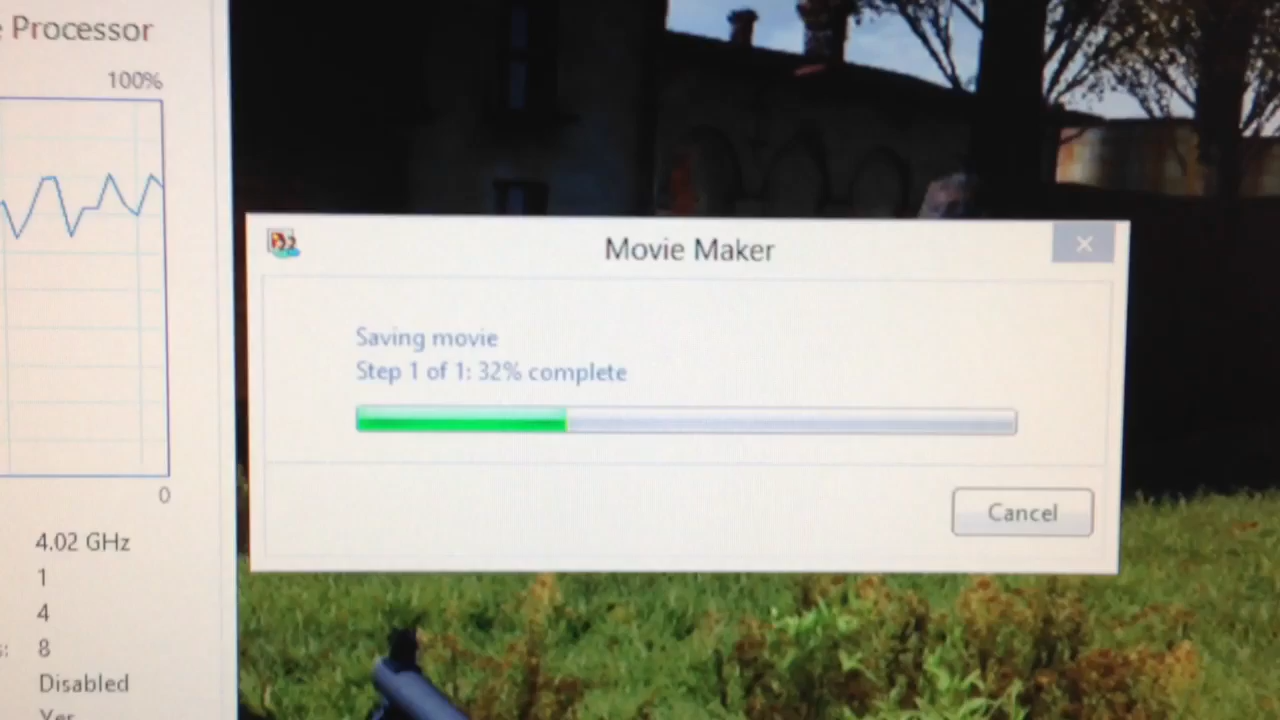 Processor
100%
0
4.02 GHz
1
4
8
Disabled
Yes
Movie Maker
Saving movie
Step 1 of 1: 32% complete
Cancel